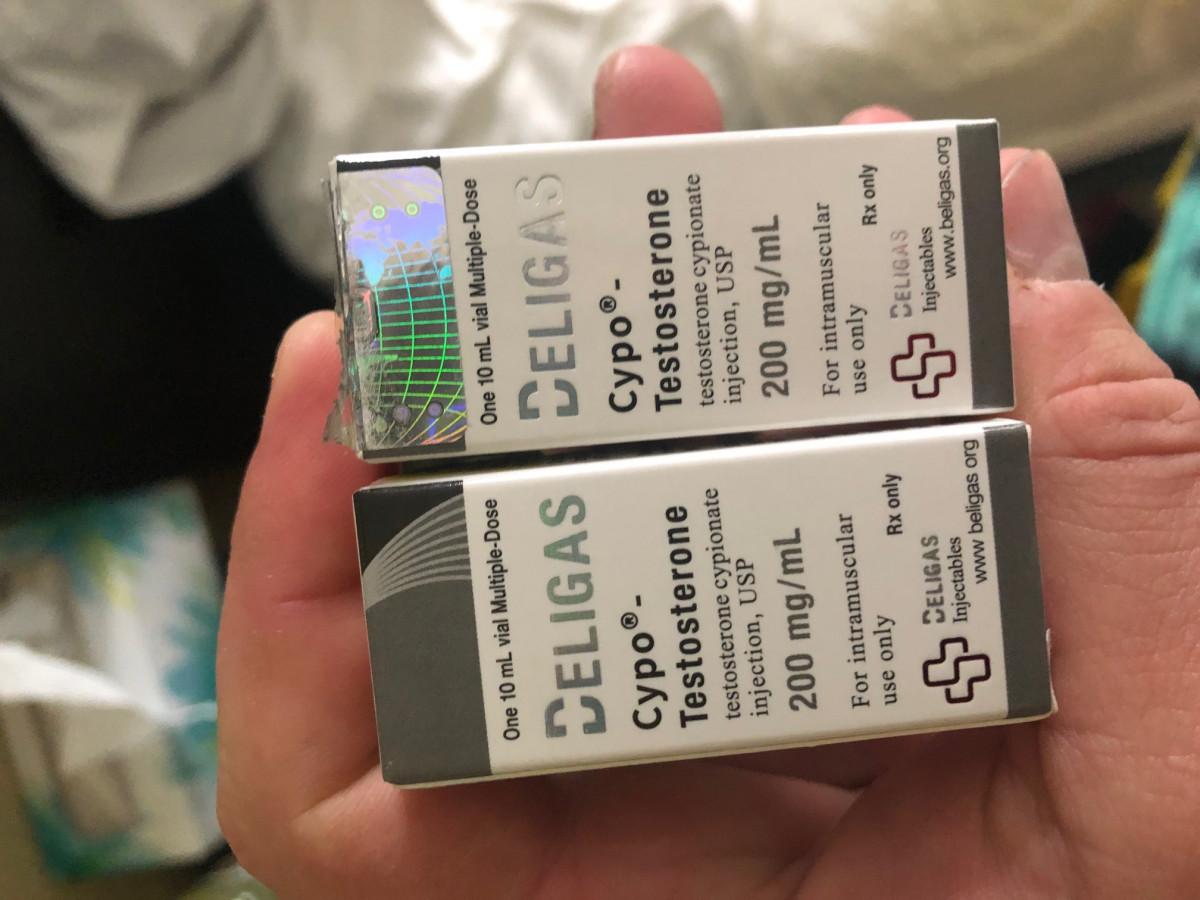 One 10 mL vial Multiple-Dose
BELIGAS
Cypo®-
Testosterone
testosterone cypionate
injection, USP
200 mg/mL
For intramuscular
use only
Rx only
BELIGAS
Injectables
www beligas org
One 10 mL vial Multiple-Dose
BELIGAS
Cypo®-
Testosterone
testosterone cypionate
injection, USP
200 mg/mL
For intramuscular
use only
Rx only
BELIGAS
Injectables
www.beligas.org